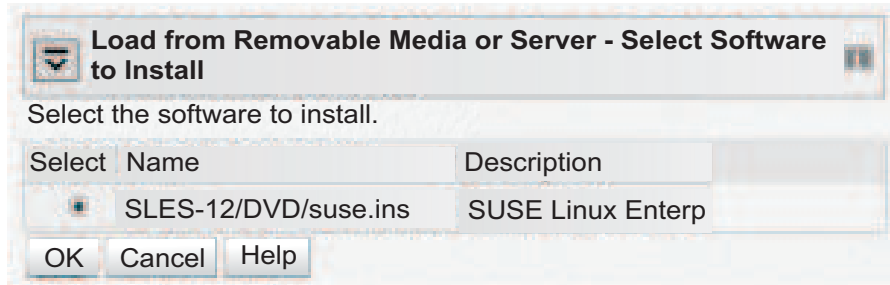 Load from Removable Media or Server - Select Software
to Install
Select the software to install.
Select Name Description
SLES-12/DVD/suse.ins SUSE Linux Enterp
OK Cancel Help